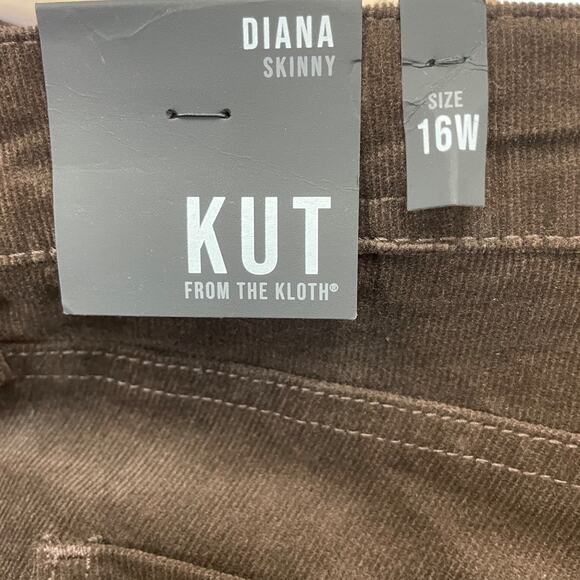 DIANA
SKINNY
KUT
FROM THE KLOTH®
SIZE
16W